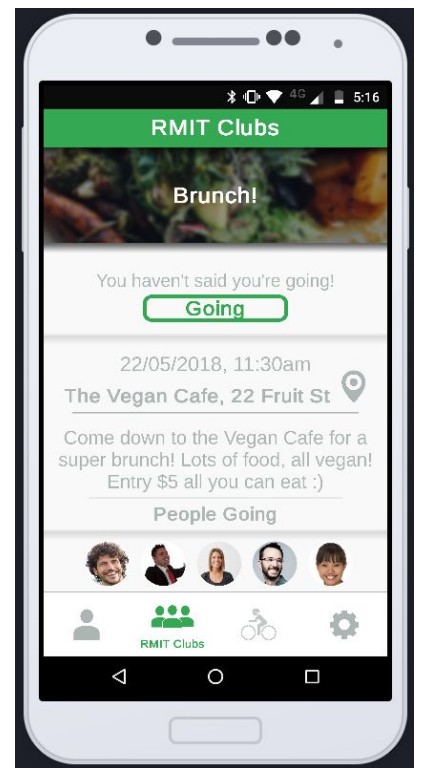 4G 5:16
RMIT Clubs
Brunch!
You haven't said you're going!
Going
22/05/2018, 11:30am
The Vegan Cafe, 22 Fruit St
Come down to the Vegan Cafe for a
super brunch! Lots of food, all vegan!
Entry $5 all you can eat :)
People Going
RMIT Clubs